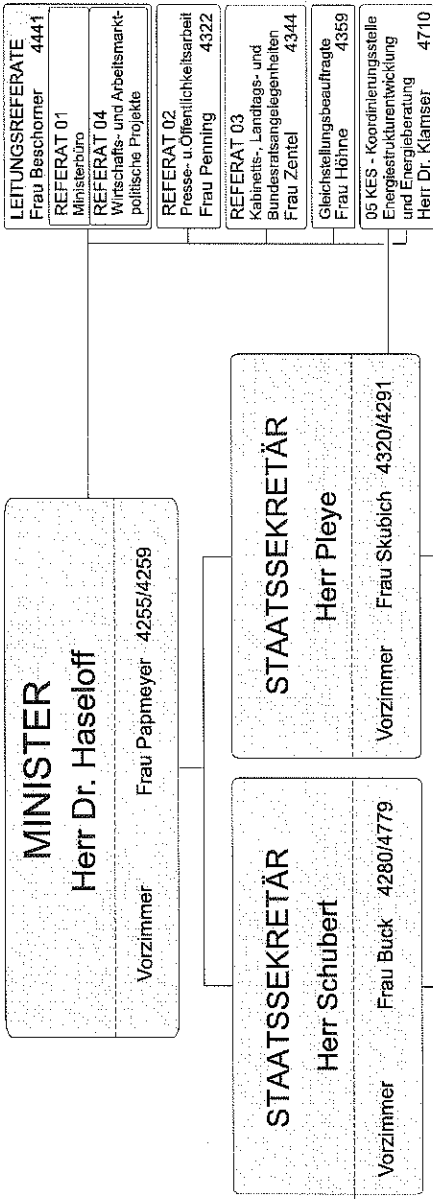 MINISTER
Herr Dr. Haseloff
Vorzimmer Frau Papmeyer 4255/4259
STAATSSEKRETÄR
Herr Schubert
Vorzimmer Frau Buck 4280/4779
STAATSSEKRETÄR
Herr Pleye
Vorzimmer Frau Skubich 4320/4291
LEITUNGSREFERATE
Frau Beschorner 4441
REFERAT 01
Ministerbüro
REFERAT 04
Wirtschafts- und Arbeitsmarkt-
politische Projekte
REFERAT 02
Presse- u.Öffentlichkeitsarbeit
Frau Penning 4322
REFERAT 03
Kabinetts-, Landtags- und
Bundesratsangelegenheiten
Frau Zentel 4344
Gleichstellungsbeauftragte
Frau Höhne 4359
05 KES - Koordinierungsstelle
Energiestrukturentwicklung
und Energieberatung
Herr Dr. Klamser 4710